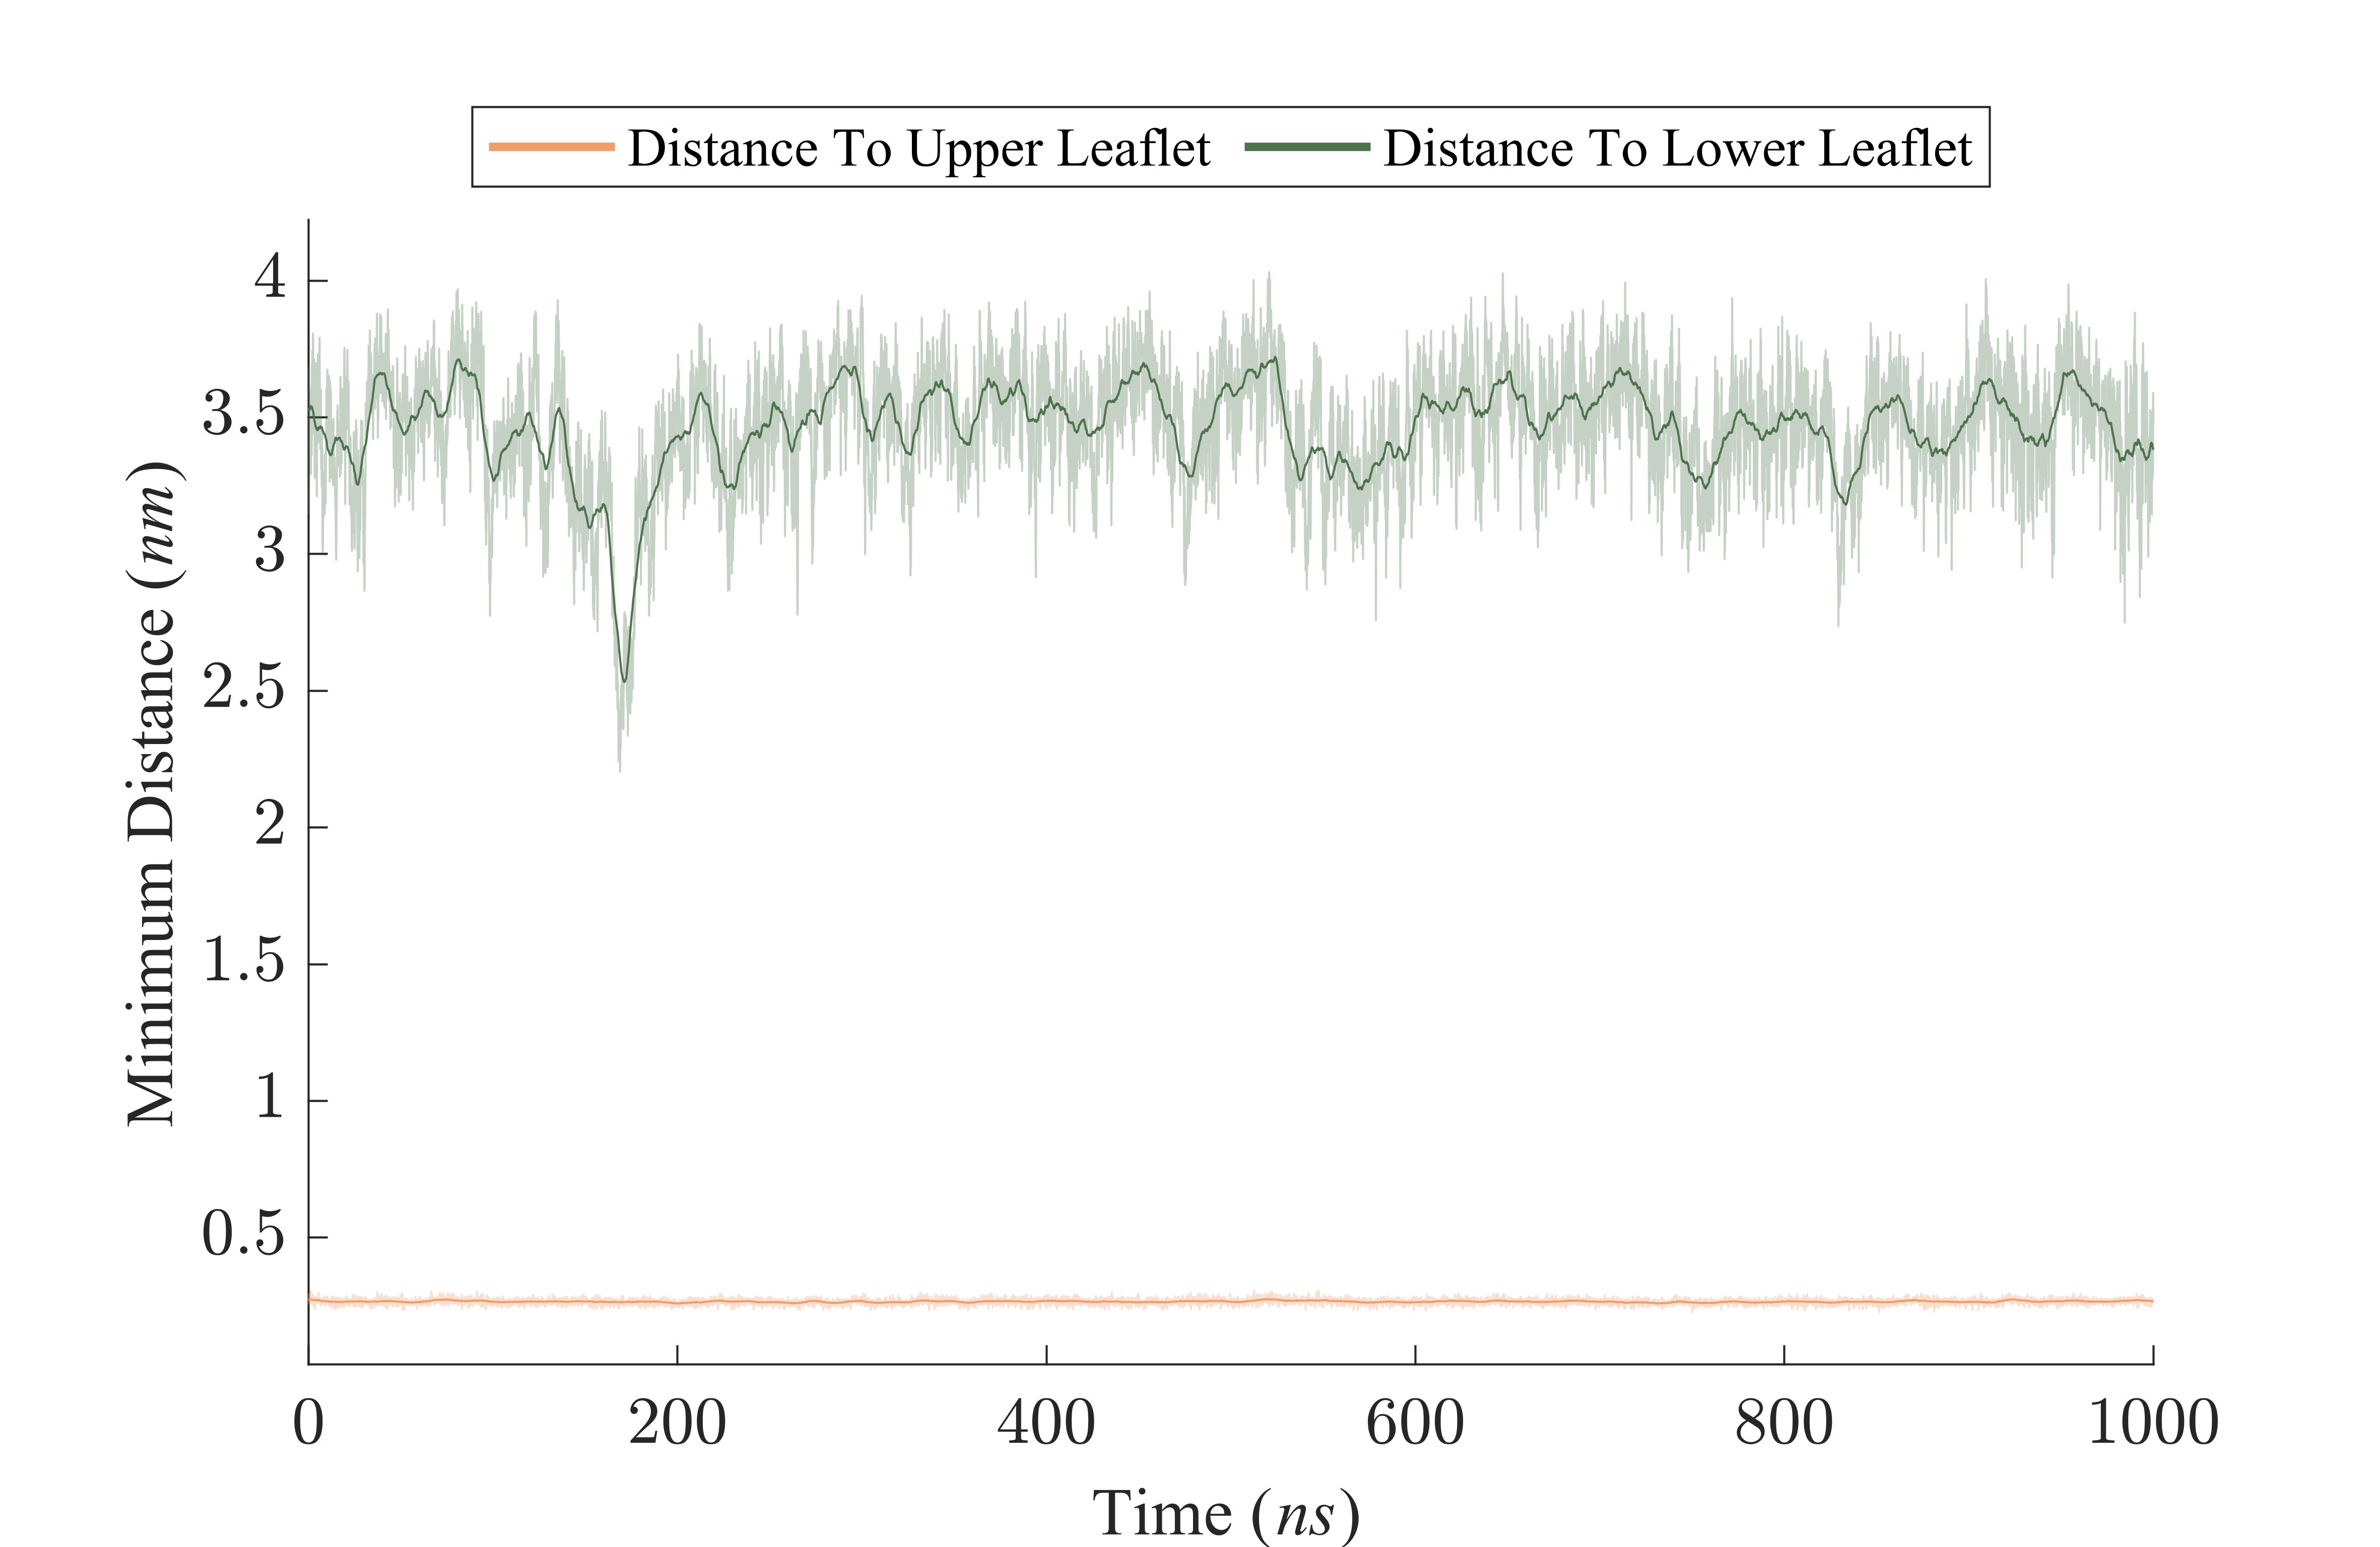 Distance To Upper Leaflet Distance To Lower Leaflet
4
3.5
3
2.5
2
1.5
1
0.5
Minimum Distance (nm)
0 200 400 600 800 1000
Time (ns)